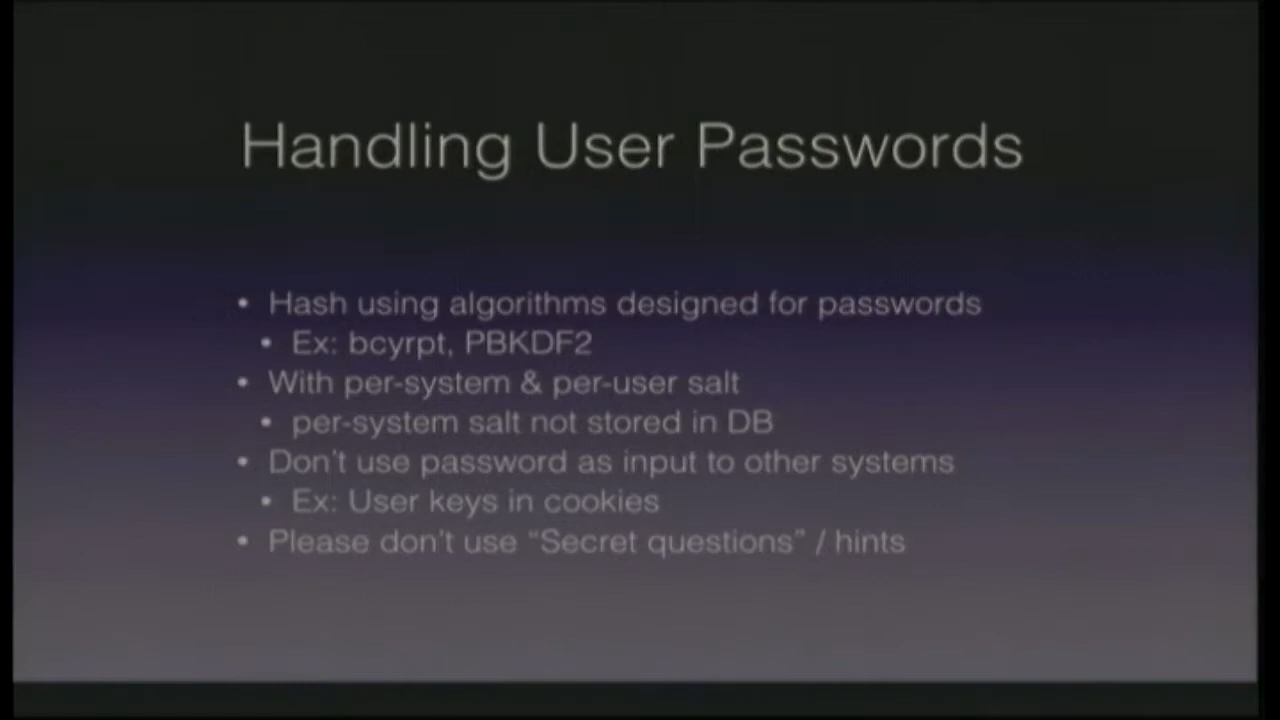 Handling User Passwords
• Hash using algorithms designed for passwords
• Ex: bcyrpt, PBKDF2
• With per-system & per-user salt
• per-system salt not stored in DB
• Don't use password as input to other systems
• Ex: User keys in cookies
• Please don't use “Secret questions” / hints